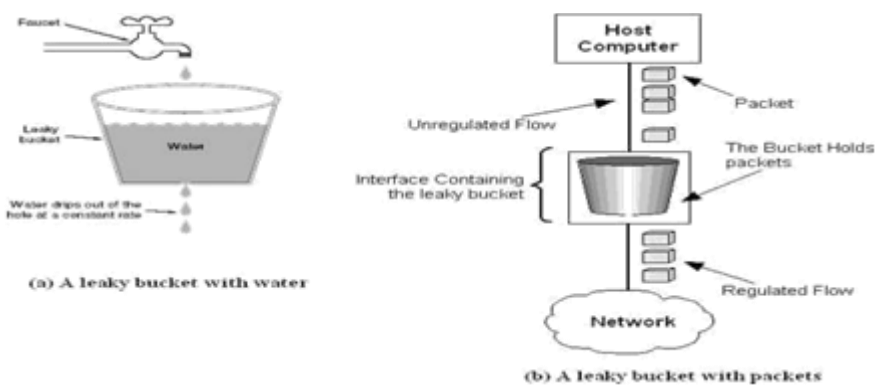 Faucet
Leaky
bucket
Water
Water drips out of the
hole at a constant rate
(a) A leaky bucket with water
Host
Computer
Packet
Unregulated Flow
The Bucket Holds
packets
Interface Containing
the leaky bucket
Regulated Flow
Network
(b) A leaky bucket with packets